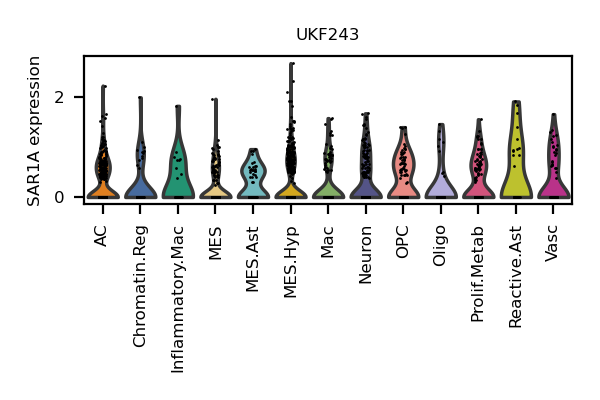 UKF243
SAR1A expression
2
0
AC
Chromatin.Reg
Inflammatory.Mac
MES
MES.Ast
MES.Hyp
Mac
Neuron
OPC
Oligo
Prolif.Metab
Reactive.Ast
Vasc